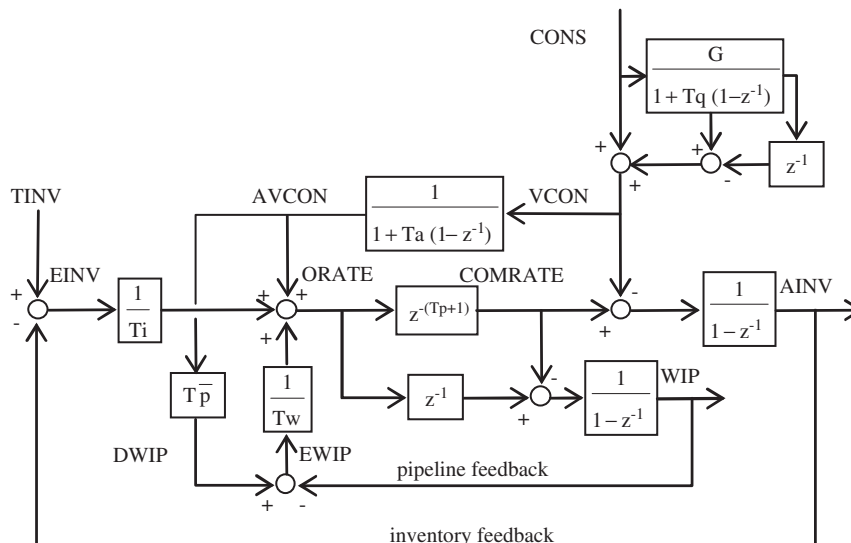 CONS
G
1 + Tq (1–z⁻¹)
+
+
-
+
z⁻¹
TINV
AVCON
1
1 + Ta (1– z⁻¹)
VCON
EINV
+
-
1
Ti
ORATE
+
+
+
COMRATE
z⁻⁽ᵀᵖ⁺¹⁾
-
+
1
1 – z⁻¹
AINV
Tp̅
1
Tw
z⁻¹
-
+
1
1 – z⁻¹
WIP
DWIP
EWIP
pipeline feedback
+
-
inventory feedback